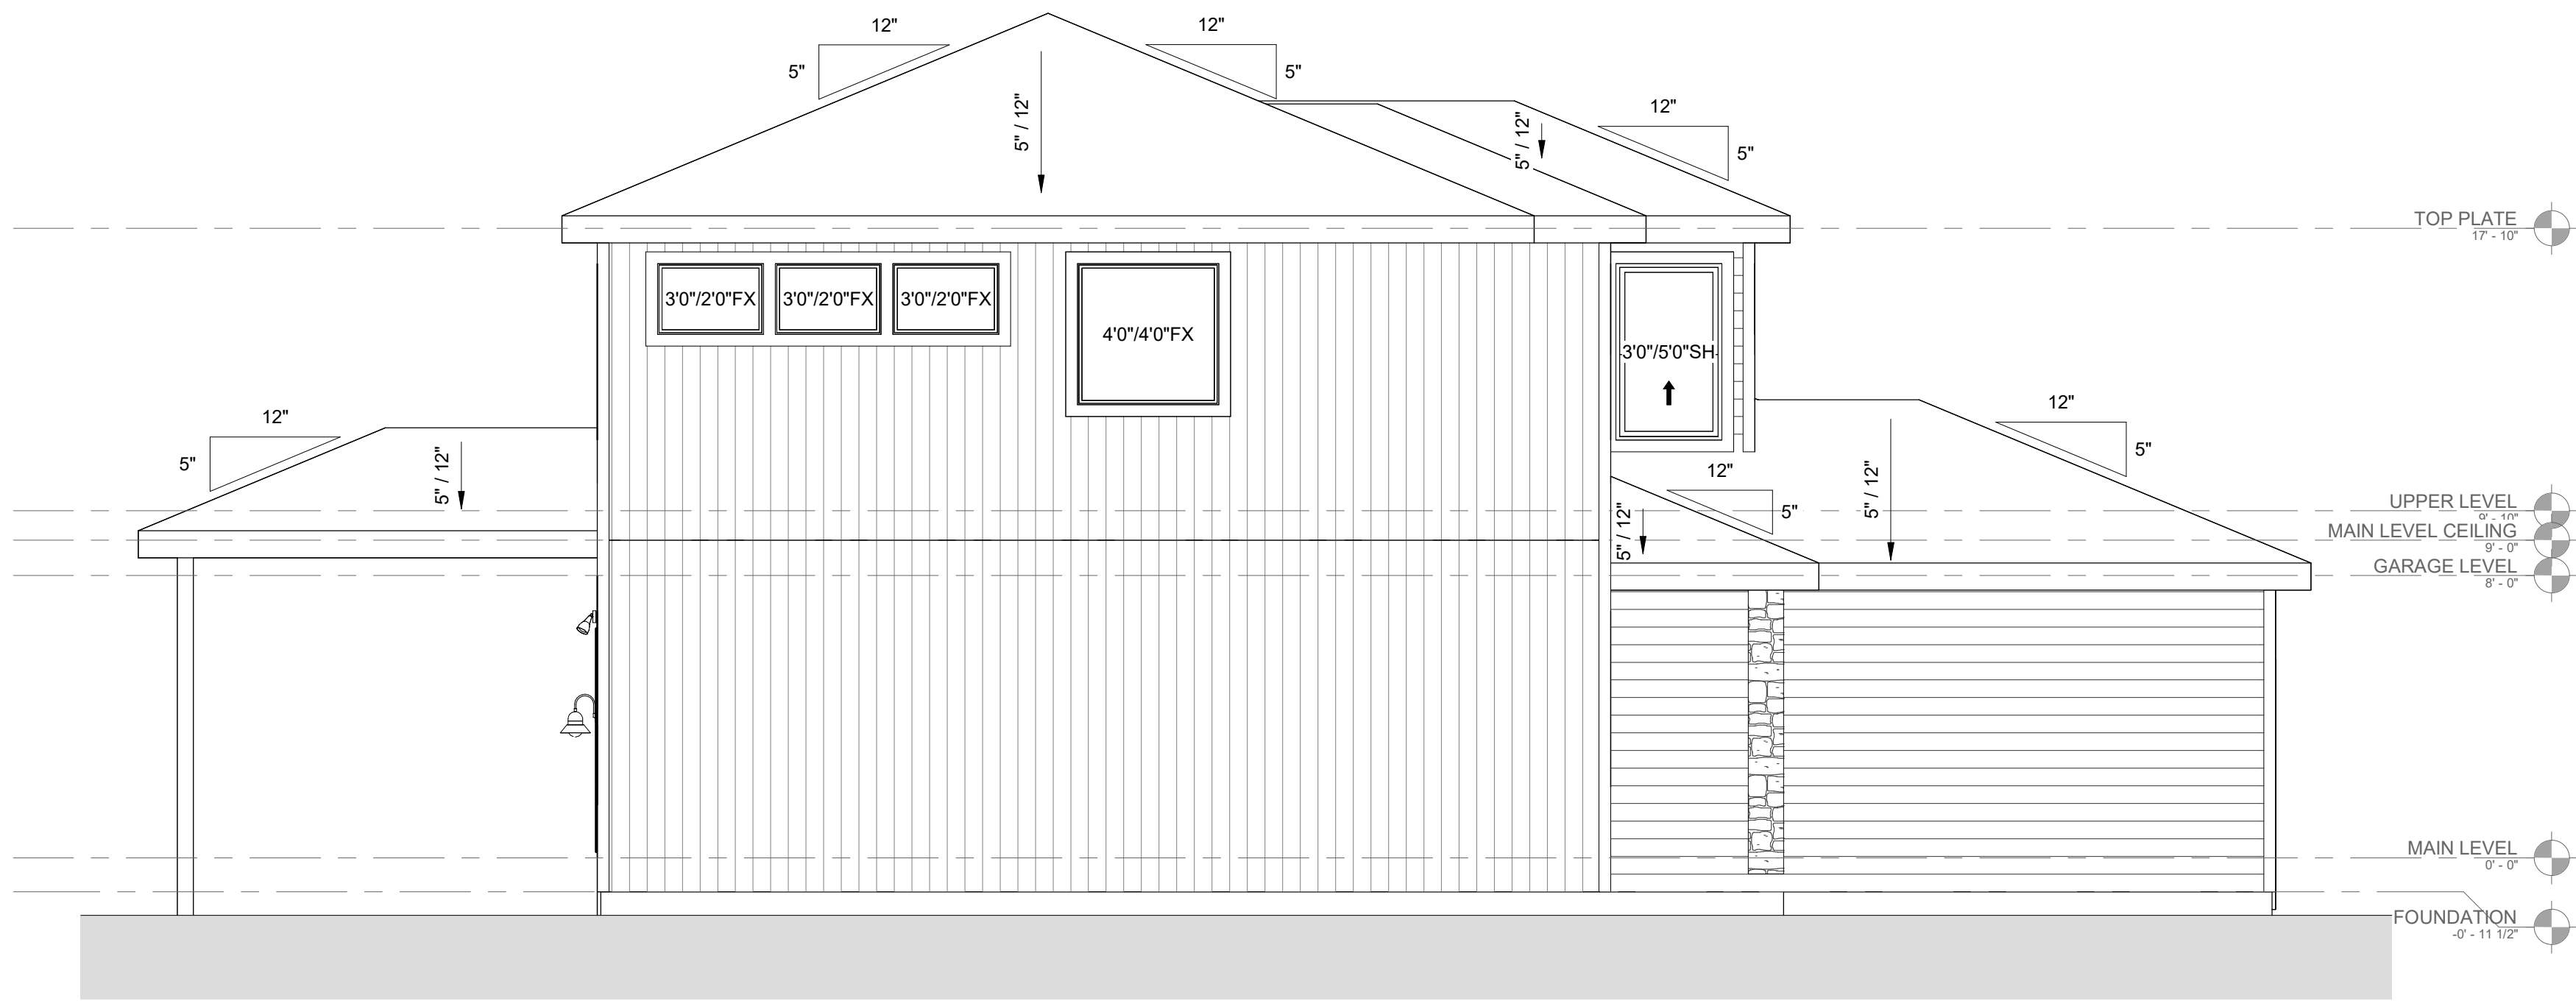 12"
12"
5"
5"
5" / 12"
12"
5" / 12"
5"
TOP PLATE
17' - 10"
3'0"/2'0"FX
3'0"/2'0"FX
3'0"/2'0"FX
4'0"/4'0"FX
3'0"/5'0"SH
12"
5"
5" / 12"
12"
5"
12"
5"
5" / 12"
5" / 12"
UPPER LEVEL
9' - 10"
MAIN LEVEL CEILING
9' - 0"
GARAGE LEVEL
8' - 0"
MAIN LEVEL
0' - 0"
FOUNDATION
-0' - 11 1/2"